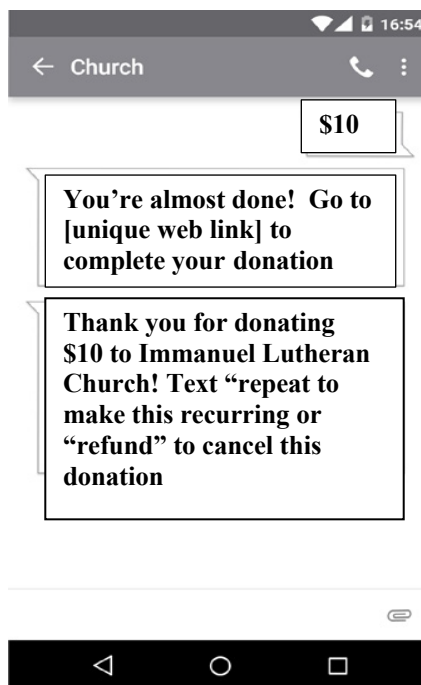 16:54
Church
$10
You’re almost done!  Go to
[unique web link] to
complete your donation
Thank you for donating
$10 to Immanuel Lutheran
Church! Text “repeat to
make this recurring or
“refund” to cancel this
donation